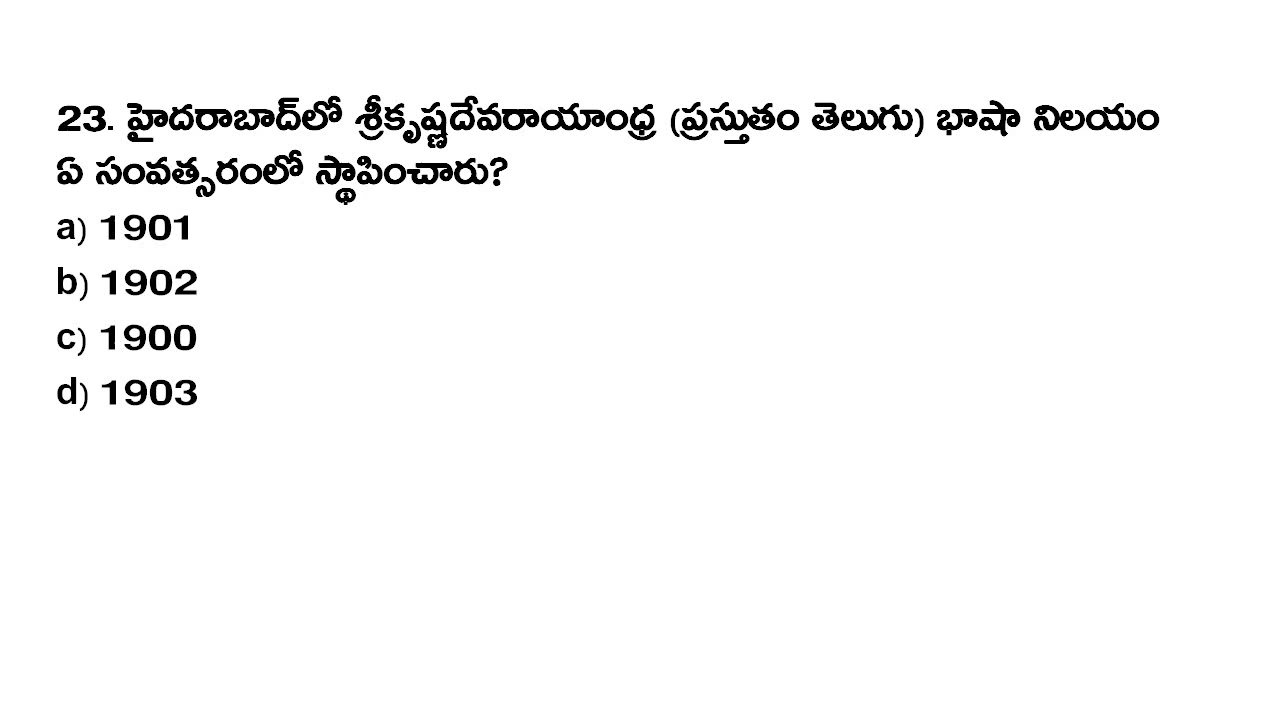 23. హైదరాబాద్‌లో శ్రీకృష్ణదేవరాయాంధ్ర (ప్రస్తుతం తెలుగు) భాషా నిలయం
ఏ సంవత్సరంలో స్థాపించారు?
a) 1901
b) 1902
c) 1900
d) 1903